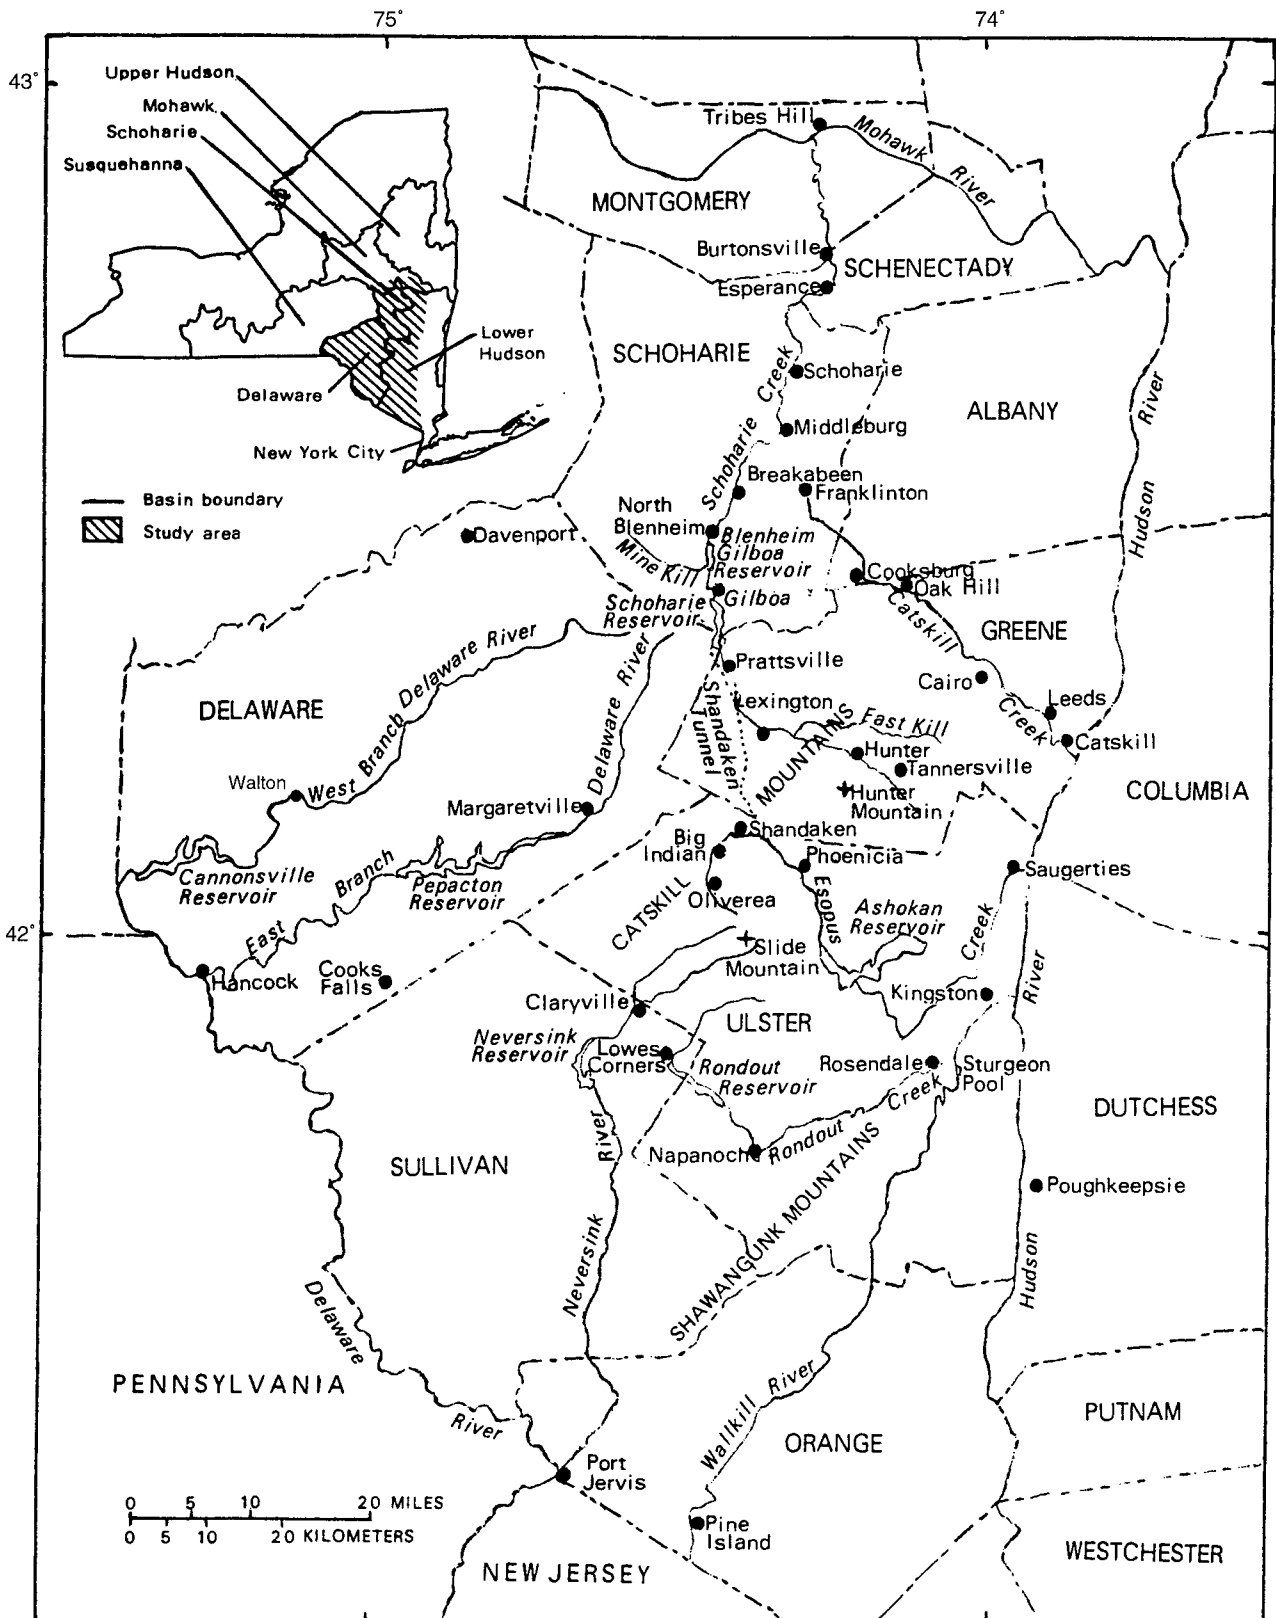 75°
74°
43°
Upper Hudson
Mohawk
Schoharie
Susquehanna
Tribes Hill
Mohawk
River
MONTGOMERY
Burtonsville
SCHENECTADY
Esperance
Lower
Hudson
SCHOHARIE
Creek
Schoharie
Delaware
River
ALBANY
Middleburg
New York City
Schoharie
Breakabeen
Basin boundary
Franklinton
North
Blenheim
Study area
Davenport
Blenheim
Gilboa
Reservoir
Mine Kill
Hudson
Cooksburg
Oak Hill
Gilboa
Schoharie
Reservoir
Catskill
GREENE
West Branch Delaware River
Delaware River
Prattsville
Cairo
DELAWARE
Lexington
Shandaken
Tunnel
East Kill
Leeds
Creek
Catskill
Hunter
Tannersville
Walton
MOUNTAINS
Hunter
Mountain
COLUMBIA
Margaretville
Shandaken
Big
Indian
Phoenicia
Saugerties
Cannonsville
Reservoir
Branch
Pepacton
Reservoir
Oliverea
CATSKILL
Esopus
Ashokan
Reservoir
42°
East
Slide
Mountain
Creek
Hancock
Cooks
Falls
River
Kingston
Claryville
ULSTER
Neversink
Reservoir
Lowes
Corners
Rondout
Reservoir
Rosendale
Sturgeon
Pool
Creek
DUTCHESS
River
Rondout
Napanoch
SULLIVAN
Poughkeepsie
SHAWANGUNK MOUNTAINS
Neversink
Hudson
Delaware
PENNSYLVANIA
River
River
Wallkill
PUTNAM
ORANGE
Port
Jervis
0 5 10 20 MILES
0 5 10 20 KILOMETERS
Pine
Island
WESTCHESTER
NEW JERSEY